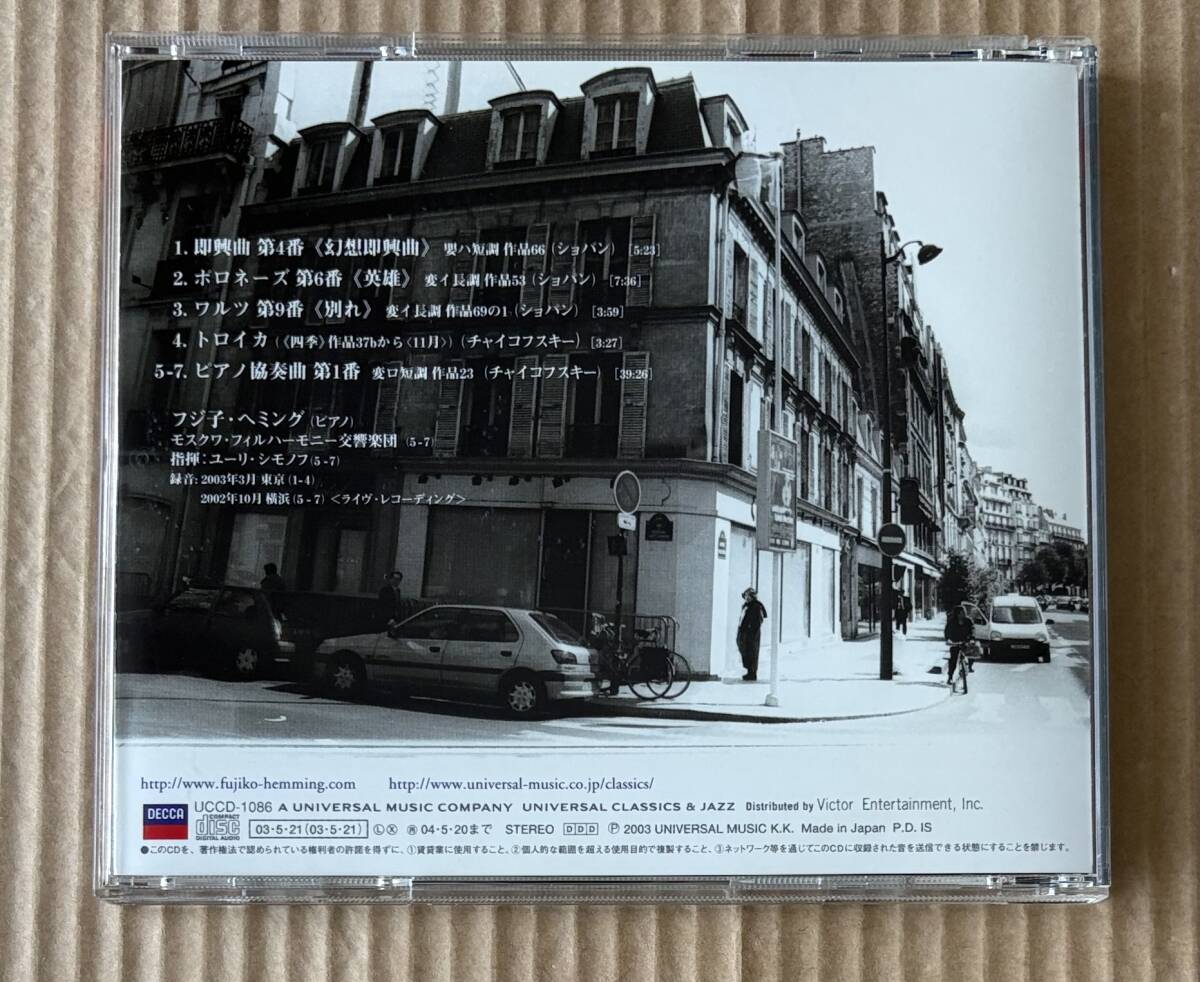 1. 即興曲 第4番《幻想即興曲》 嬰ハ短調 作品66 (ショパン) [5:23]
2. ポロネーズ 第6番《英雄》 変イ長調 作品53 (ショパン) [7:36]
3. ワルツ 第9番《別れ》 変イ長調 作品69の1 (ショパン) [3:59]
4. トロイカ (《四季》作品37bから〈11月〉) (チャイコフスキー) [3:27]
5-7. ピアノ協奏曲 第1番 変ロ短調 作品23 (チャイコフスキー) [39:26]
フジ子・ヘミング (ピアノ)
モスクワ・フィルハーモニー交響楽団 (5-7)
指揮:ユーリ・シモノフ(5-7)
録音: 2003年3月 東京 (1-4)
2002年10月 横浜 (5-7) <ライヴ・レコーディング>
http://www.fujiko-hemming.com http://www.universal-music.co.jp/classics/
DECCA
UCCD-1086 A UNIVERSAL MUSIC COMPANY UNIVERSAL CLASSICS & JAZZ Distributed by Victor Entertainment, Inc.
COMPACT disc DIGITAL AUDIO
03・5・21 (03・5・21) Ⓛ Ⓧ 04・5・20まで STEREO DDD ℗ 2003 UNIVERSAL MUSIC K.K. Made in Japan P.D. IS
●このCDを、著作権法で認められている権利者の許諾を得ずに、①賃貸業に使用すること、②個人的な範囲を超える使用目的で複製すること、③ネットワーク等を通じてこのCDに収録された音を送信できる状態にすることを禁じます。